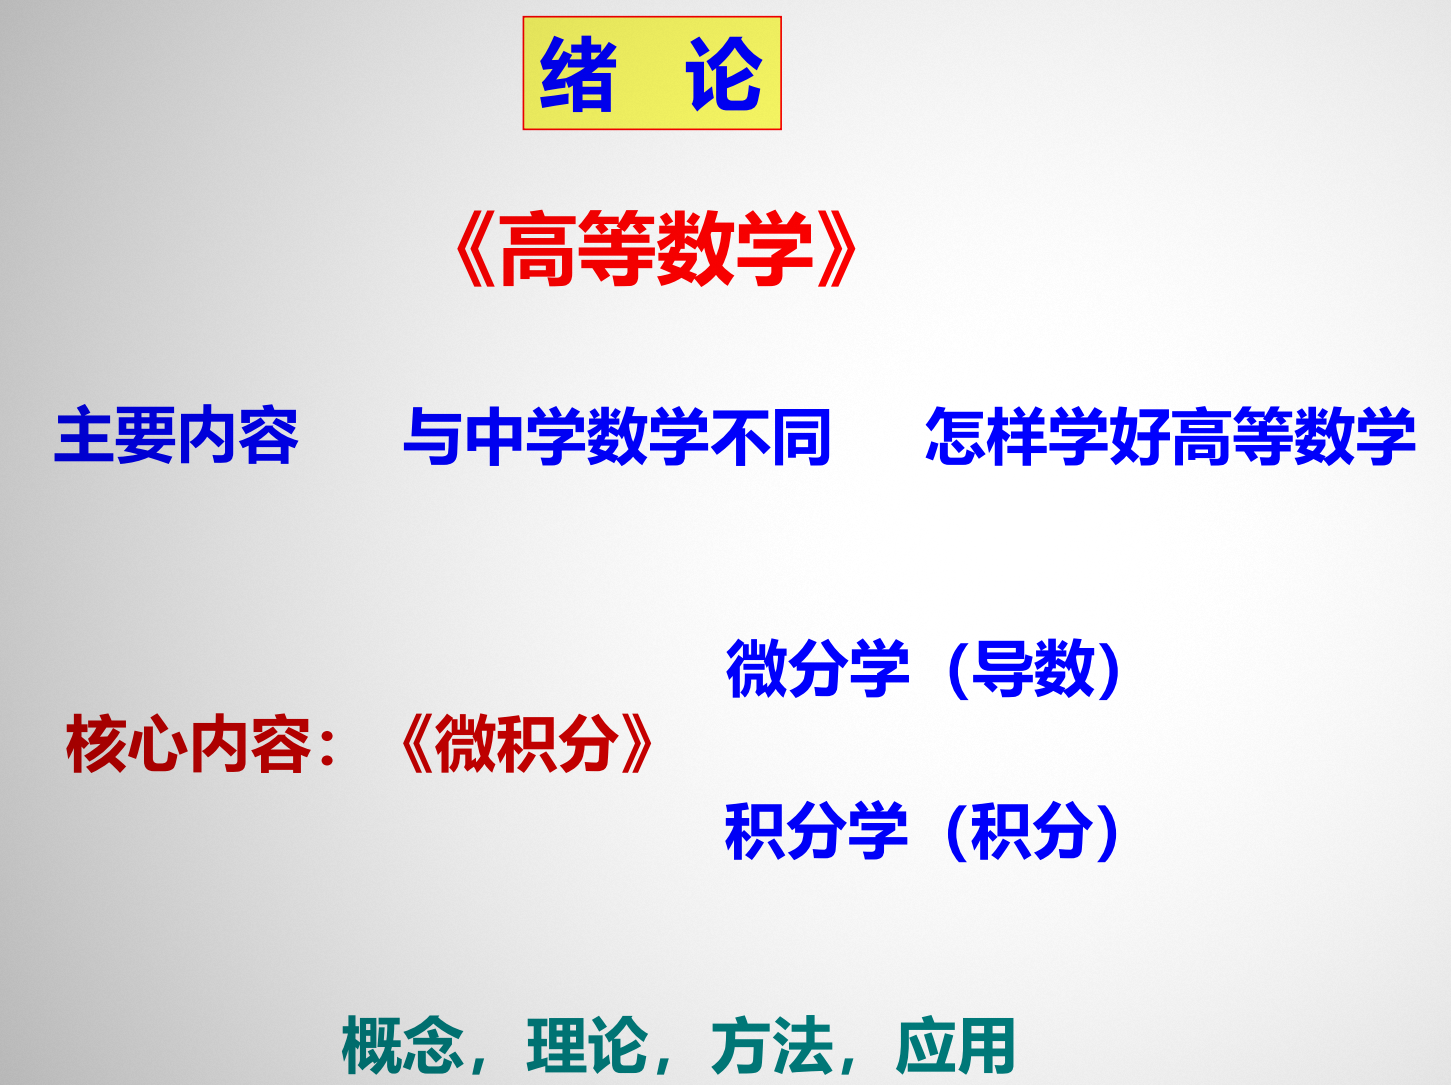 绪 论
《高等数学》
主要内容 与中学数学不同 怎样学好高等数学
微分学（导数）
核心内容：《微积分》
积分学（积分）
概念，理论，方法，应用